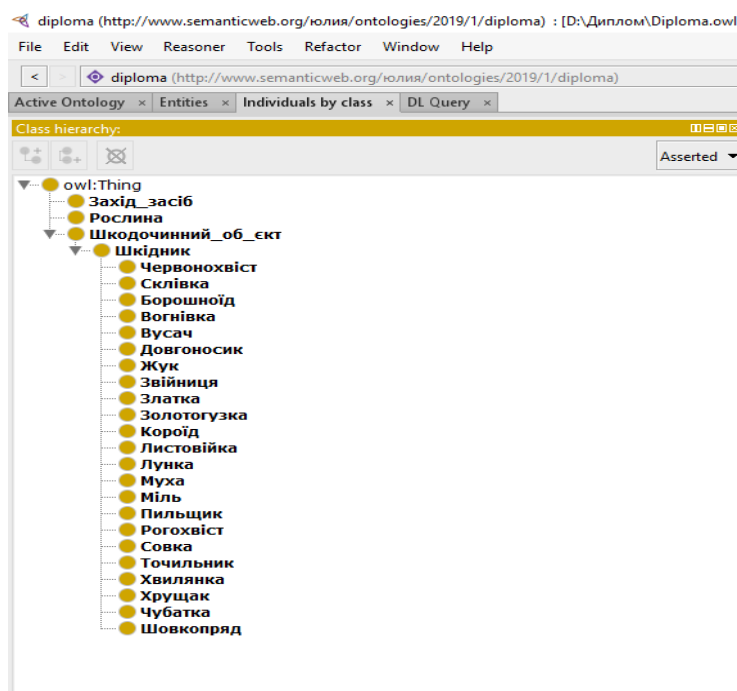 diploma (http://www.semanticweb.org/юлия/ontologies/2019/1/diploma) : [D:\Диплом\Diploma.owl
File Edit View Reasoner Tools Refactor Window Help
< > diploma (http://www.semanticweb.org/юлия/ontologies/2019/1/diploma)
Active Ontology × Entities × Individuals by class × DL Query ×
Class hierarchy:
Asserted
owl:Thing
Захід_засіб
Рослина
Шкодочинний_об_єкт
Шкідник
Червонохвіст
Склівка
Борошноїд
Вогнівка
Вусач
Довгоносик
Жук
Звійниця
Златка
Золотогузка
Короїд
Листовійка
Лунка
Муха
Міль
Пильщик
Рогохвіст
Совка
Точильник
Хвилянка
Хрущак
Чубатка
Шовкопряд